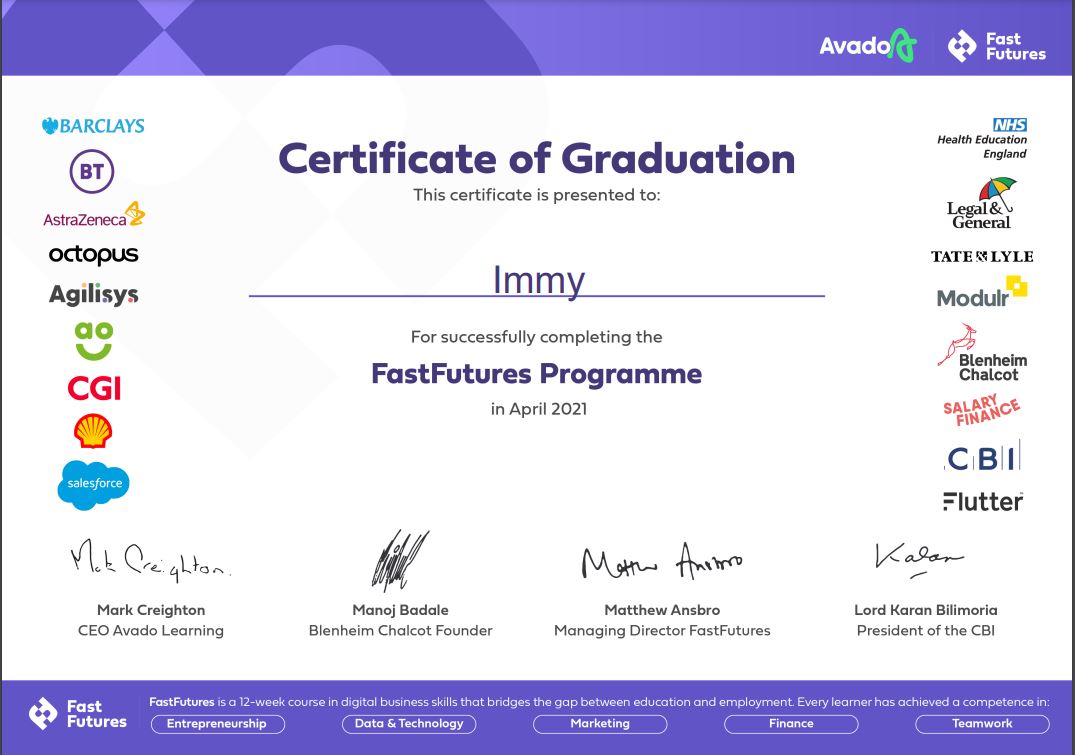 Avado
Fast
Futures
BARCLAYS
BT
AstraZeneca
octopus
Agilisys
ao
CGI
salesforce
Certificate of Graduation
This certificate is presented to:
Immy
For successfully completing the
FastFutures Programme
in April 2021
NHS
Health Education
England
Legal &
General
TATE & LYLE
Modulr
Blenheim
Chalcot
SALARY
FINANCE
CBI
Flutter
Mark Creighton.
Matthew Ansbro
Karan
Mark Creighton
CEO Avado Learning
Manoj Badale
Blenheim Chalcot Founder
Matthew Ansbro
Managing Director FastFutures
Lord Karan Bilimoria
President of the CBI
Fast
Futures
FastFutures is a 12-week course in digital business skills that bridges the gap between education and employment. Every learner has achieved a competence in:
Entrepreneurship
Data & Technology
Marketing
Finance
Teamwork